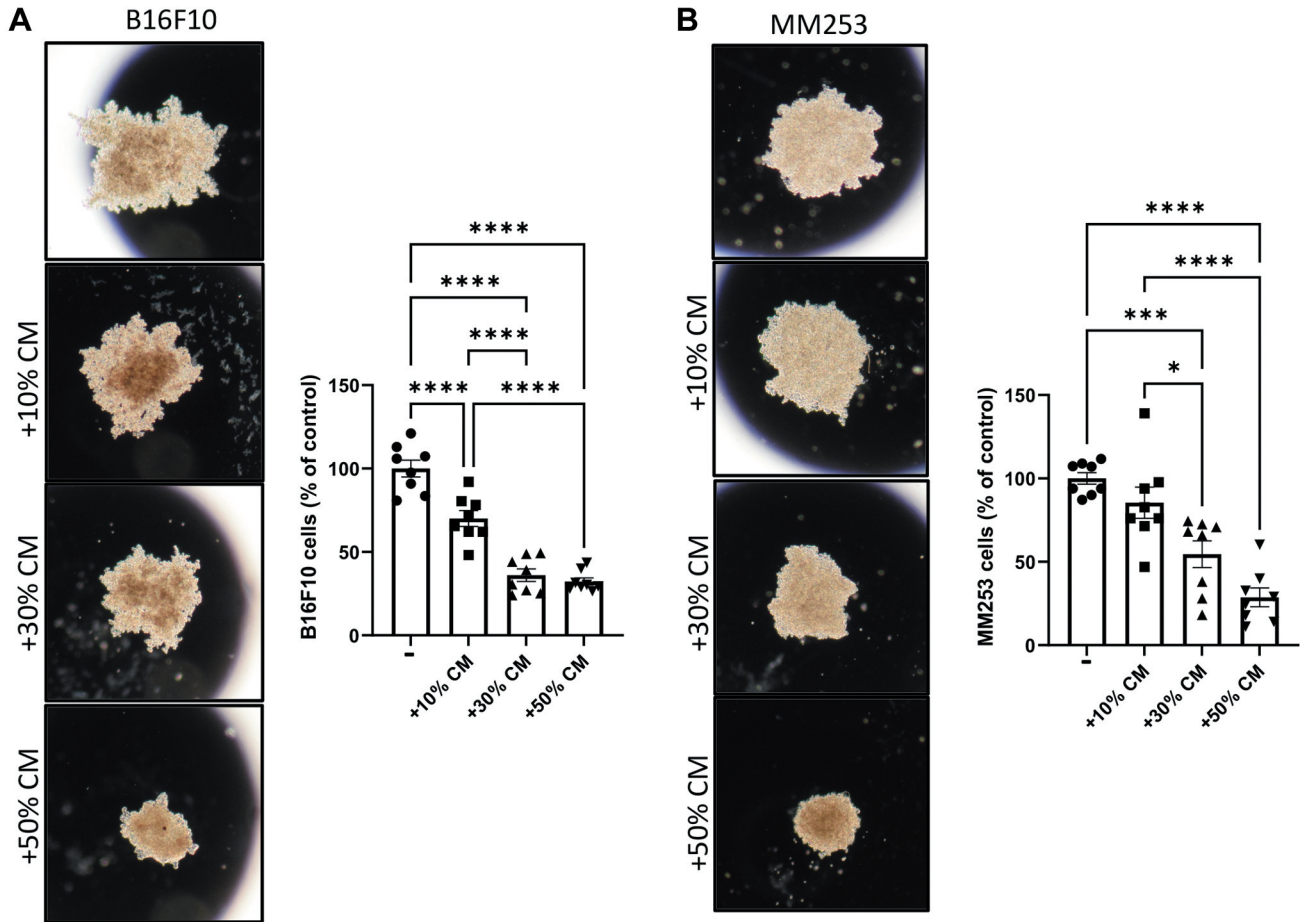 A
B16F10
+10% CM
+30% CM
+50% CM
****
****
****
****
****
B16F10 cells (% of control)
150
100
50
0
-
+10% CM
+30% CM
+50% CM
B
MM253
+10% CM
+30% CM
+50% CM
****
****
***
*
MM253 cells (% of control)
150
100
50
0
-
+10% CM
+30% CM
+50% CM